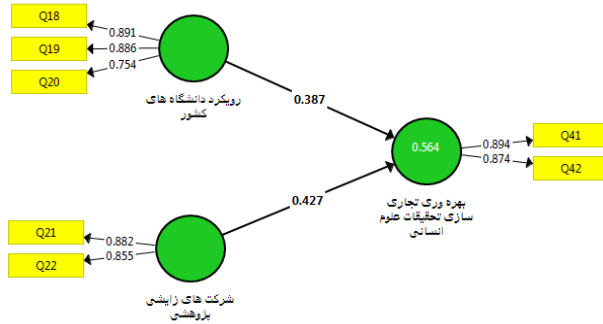 Q18
0.891
Q19
0.886
Q20
0.754
رویکرد دانشگاه های
کشور
0.387
0.564
0.894
Q41
0.874
Q42
بهره وری تجاری
سازی تحقیقات علوم
انسانی
0.427
Q21
0.882
Q22
0.855
شرکت های زایشی
پژوهشی